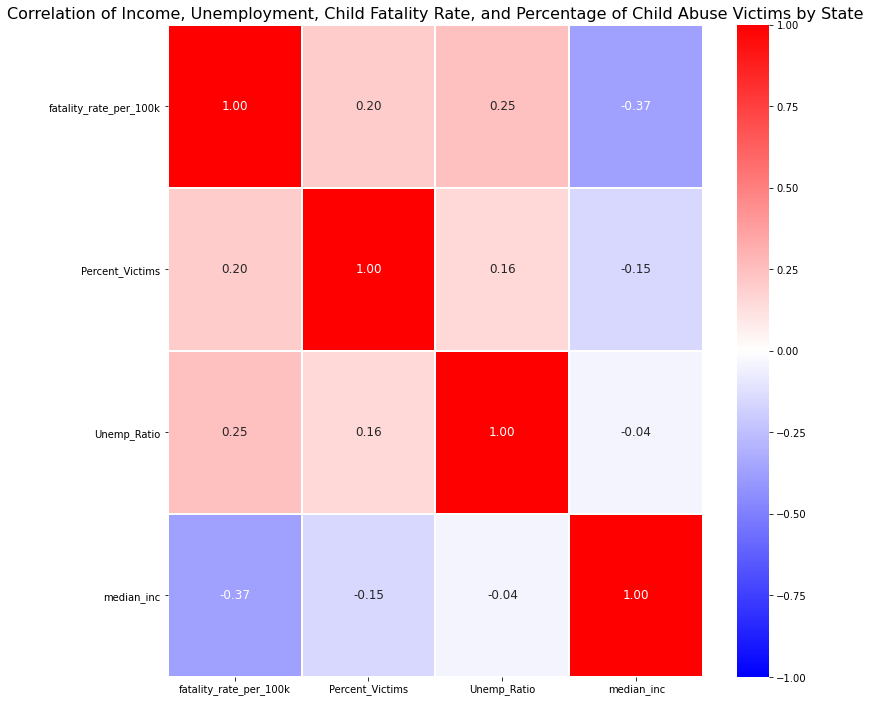 Correlation of Income, Unemployment, Child Fatality Rate, and Percentage of Child Abuse Victims by State
fatality_rate_per_100k 1.00 0.20 0.25 -0.37
Percent_Victims 0.20 1.00 0.16 -0.15
Unemp_Ratio 0.25 0.16 1.00 -0.04
median_inc -0.37 -0.15 -0.04 1.00
fatality_rate_per_100k Percent_Victims Unemp_Ratio median_inc
1.00
0.75
0.50
0.25
0.00
−0.25
−0.50
−0.75
−1.00